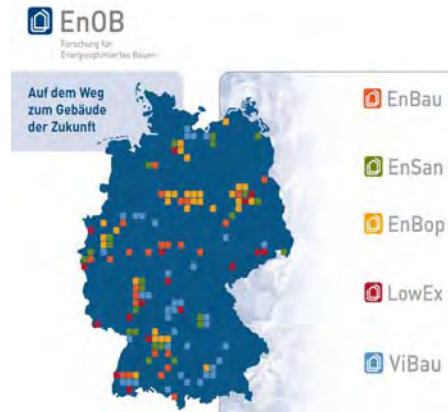 EnOB
Forschung für
Energieoptimiertes Bauen
Auf dem Weg
zum Gebäude
der Zukunft
EnBau
EnSan
EnBop
LowEx
ViBau